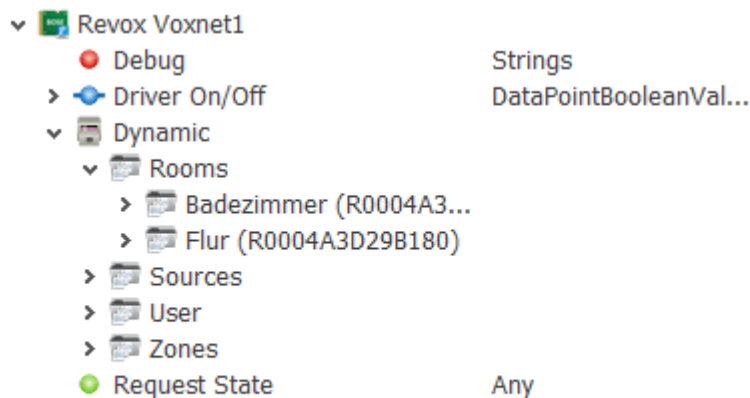 Revox Voxnet1
Debug Strings
Driver On/Off DataPointBooleanVal...
Dynamic
Rooms
Badezimmer (R0004A3...
Flur (R0004A3D29B180)
Sources
User
Zones
Request State Any